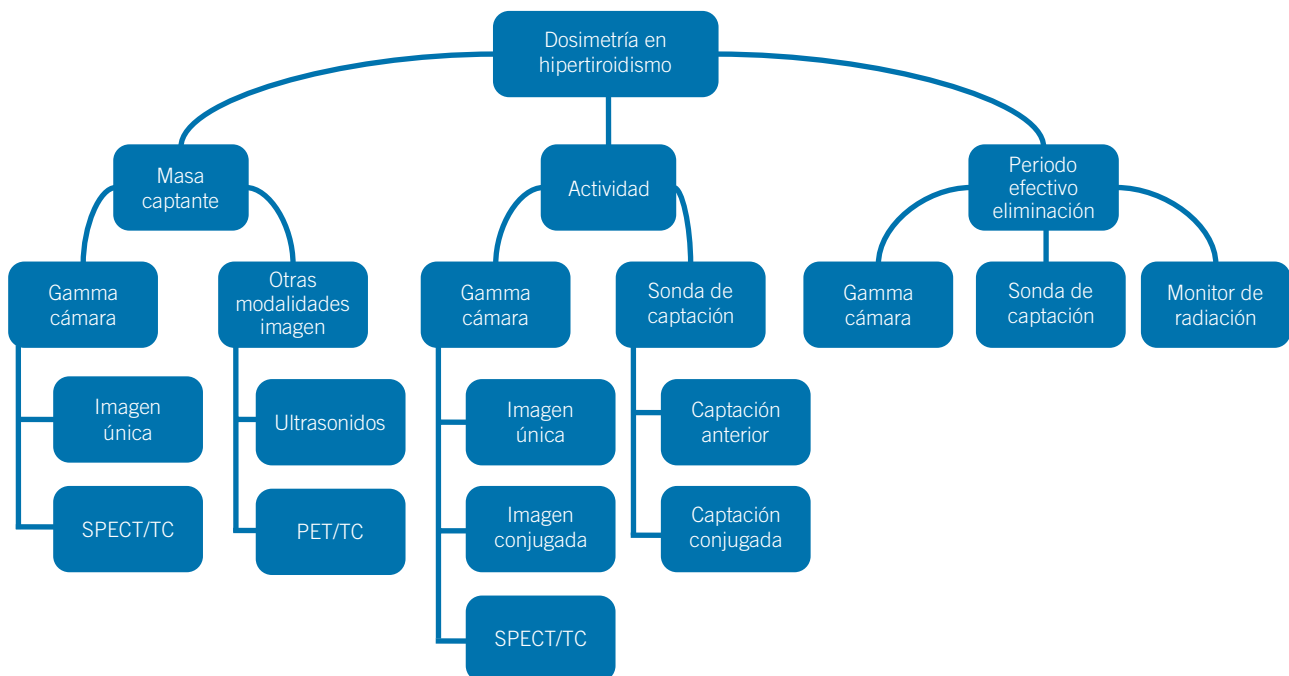 Dosimetría en
hipertiroidismo
Masa
captante
Actividad
Periodo
efectivo
eliminación
Gamma
cámara
Otras
modalidades
imagen
Gamma
cámara
Sonda de
captación
Gamma
cámara
Sonda de
captación
Monitor de
radiación
Imagen
única
Ultrasonidos
Imagen
única
Captación
anterior
SPECT/TC
PET/TC
Imagen
conjugada
Captación
conjugada
SPECT/TC